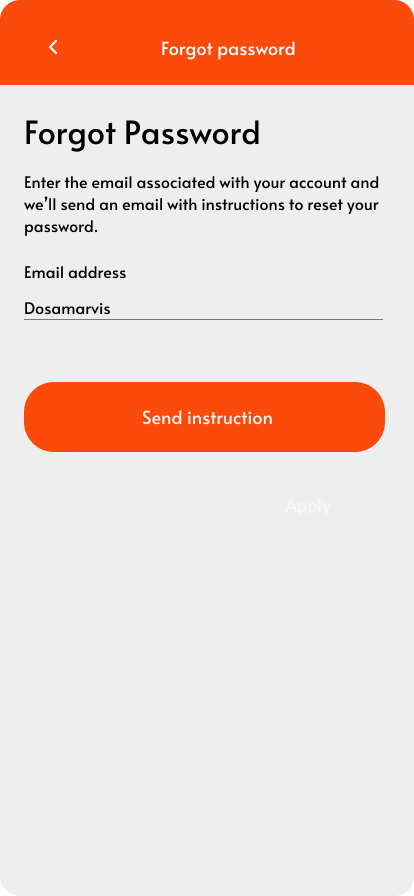 Forgot password
Forgot Password
Enter the email associated with your account and
we’ll send an email with instructions to reset your
password.
Email address
Dosamarvis
Send instruction
Apply